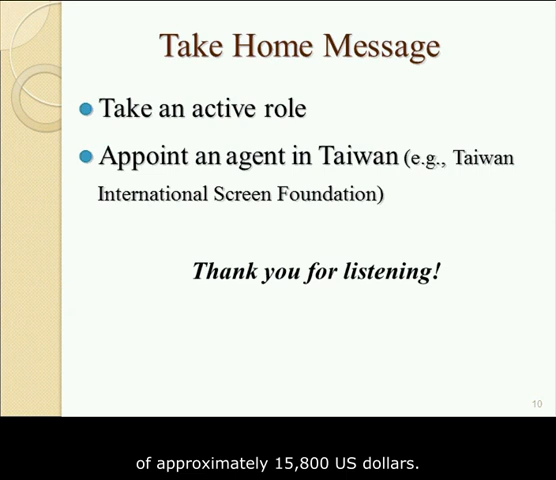 Take Home Message
Take an active role
Appoint an agent in Taiwan (e.g., Taiwan
International Screen Foundation)
Thank you for listening!
10
of approximately 15,800 US dollars.